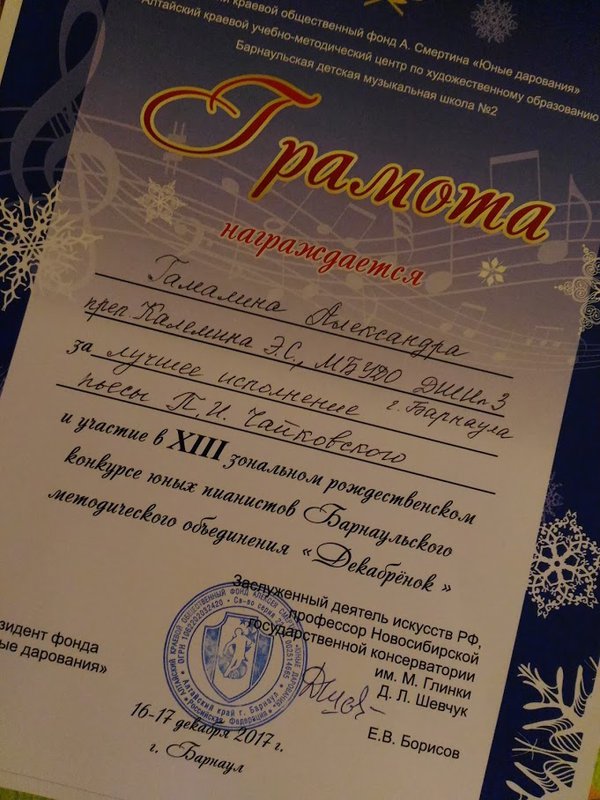 й краевой общественный фонд А. Смертина «Юные дарования»
Алтайский краевой учебно-методический центр по художественному образованию
Барнаульская детская музыкальная школа №2
Грамота
награждается
Гамалина Александра
преп. Калемина Э.С., МБУДО ДШИ№3
г. Барнаула
за лучшее исполнение
пьесы П.И. Чайковского
и участие в XIII зональном рождественском
конкурсе юных пианистов Барнаульского
методического объединения «Декабрёнок»
Заслуженный деятель искусств РФ,
профессор Новосибирской
государственной консерватории
им. М. Глинки
Д. Л. Шевчук
зидент фонда
ые дарования»
Е.В. Борисов
16-17 декабря 2017 г.
г. Барнаул